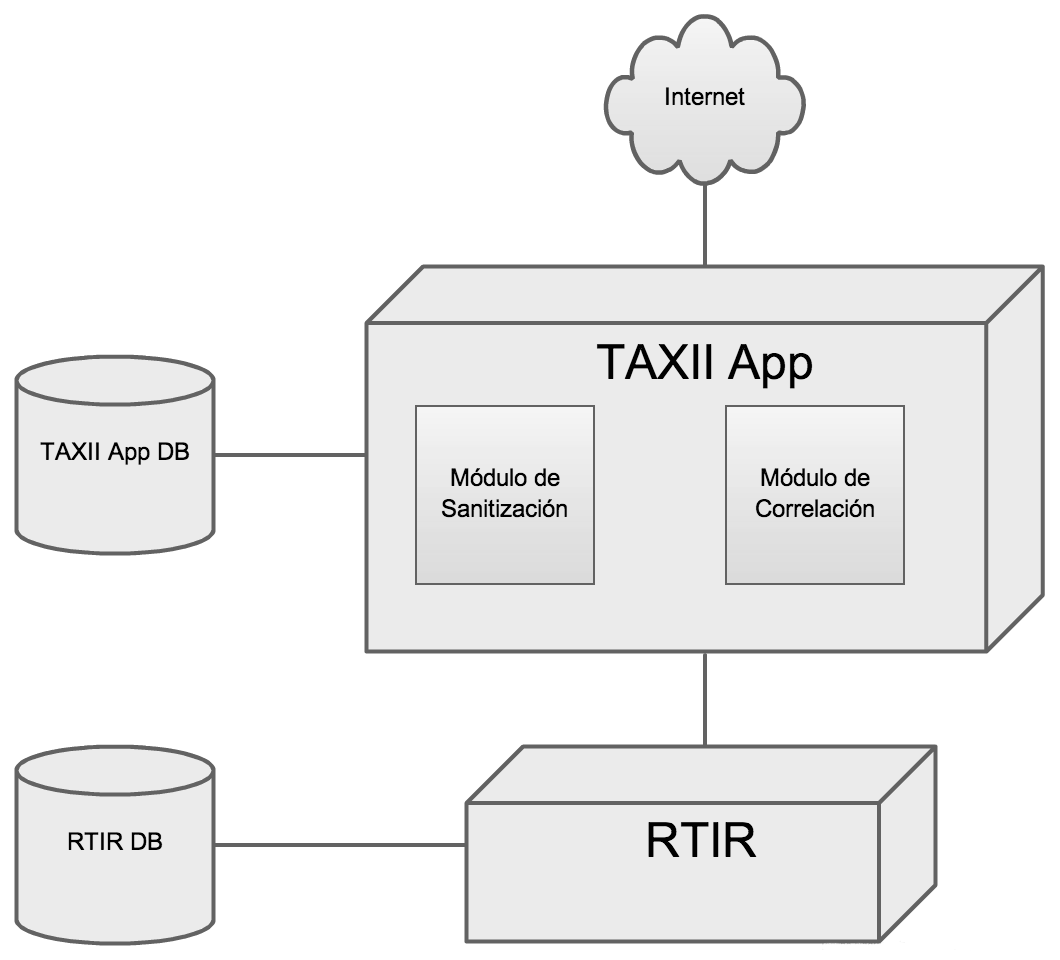 Internet
TAXII App
TAXII App DB
Módulo de
Sanitización
Módulo de
Correlación
RTIR DB
RTIR